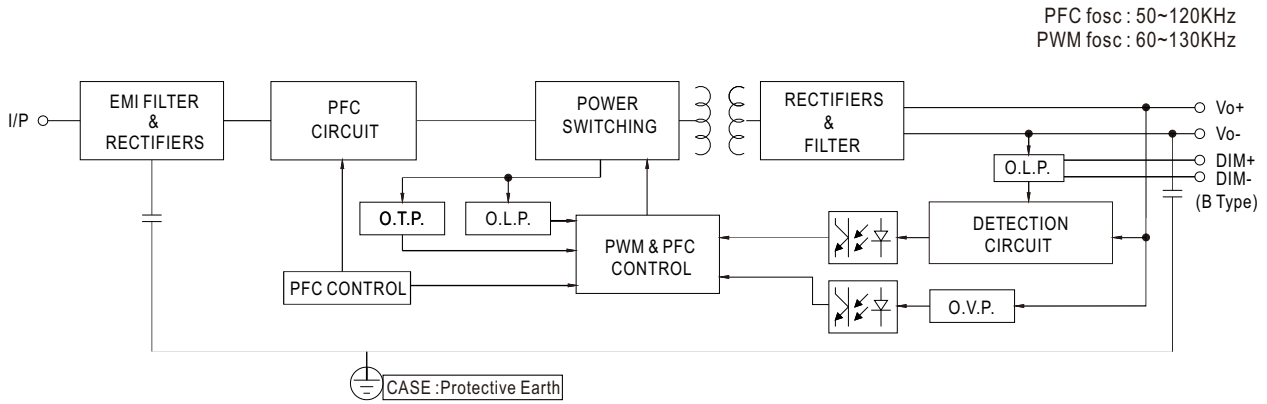 PFC fosc : 50~120KHz
PWM fosc : 60~130KHz
I/P
EMI FILTER
&
RECTIFIERS
PFC
CIRCUIT
POWER
SWITCHING
RECTIFIERS
&
FILTER
Vo+
Vo-
DIM+
DIM-
(B Type)
O.L.P.
O.T.P.
O.L.P.
PWM & PFC
CONTROL
DETECTION
CIRCUIT
PFC CONTROL
O.V.P.
CASE :Protective Earth